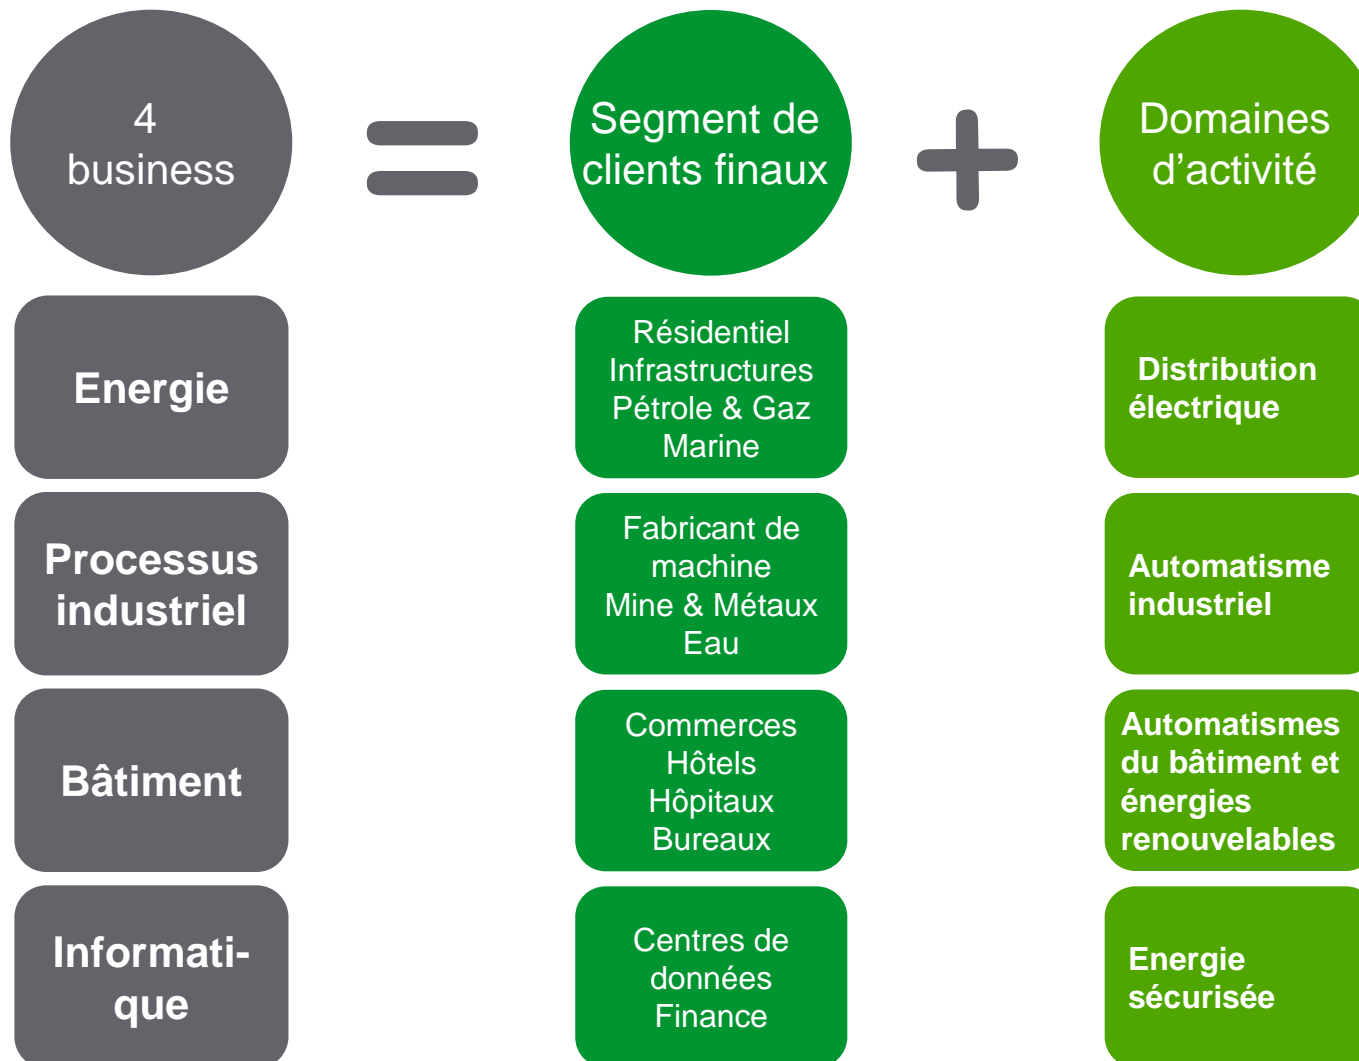 4
business
=
Segment de
clients finaux
+
Domaines
d’activité
Energie
Résidentiel
Infrastructures
Pétrole & Gaz
Marine
Distribution
électrique
Processus
industriel
Fabricant de
machine
Mine & Métaux
Eau
Automatisme
industriel
Bâtiment
Commerces
Hôtels
Hôpitaux
Bureaux
Automatismes
du bâtiment et
énergies
renouvelables
Informati-
que
Centres de
données
Finance
Energie
sécurisée